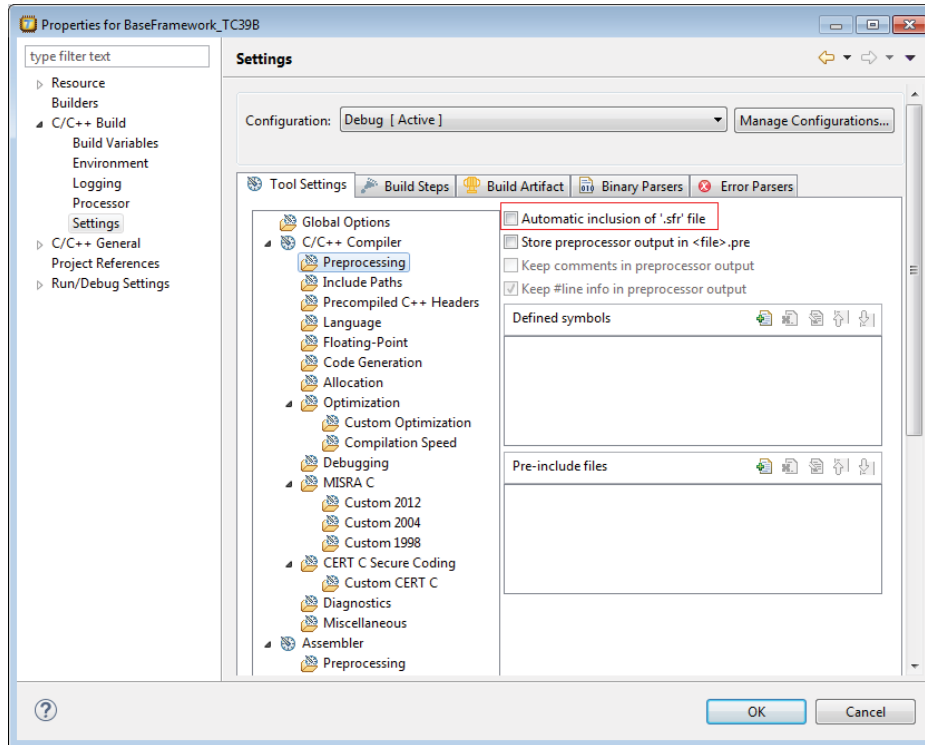 Properties for BaseFramework_TC39B
type filter text
Resource
Builders
C/C++ Build
Build Variables
Environment
Logging
Processor
Settings
C/C++ General
Project References
Run/Debug Settings
Settings
Configuration: Debug [ Active ] Manage Configurations...
Tool Settings Build Steps Build Artifact Binary Parsers Error Parsers
Global Options
C/C++ Compiler
Preprocessing
Include Paths
Precompiled C++ Headers
Language
Floating-Point
Code Generation
Allocation
Optimization
Custom Optimization
Compilation Speed
Debugging
MISRA C
Custom 2012
Custom 2004
Custom 1998
CERT C Secure Coding
Custom CERT C
Diagnostics
Miscellaneous
Assembler
Preprocessing
Automatic inclusion of '.sfr' file
Store preprocessor output in <file>.pre
Keep comments in preprocessor output
Keep #line info in preprocessor output
Defined symbols
Pre-include files
OK Cancel